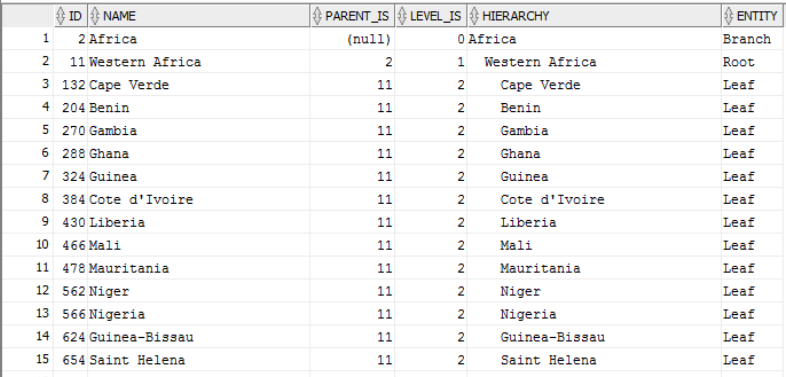 ID NAME PARENT_IS LEVEL_IS HIERARCHY ENTITY
1 2 Africa (null) 0 Africa Branch
2 11 Western Africa 2 1 Western Africa Root
3 132 Cape Verde 11 2 Cape Verde Leaf
4 204 Benin 11 2 Benin Leaf
5 270 Gambia 11 2 Gambia Leaf
6 288 Ghana 11 2 Ghana Leaf
7 324 Guinea 11 2 Guinea Leaf
8 384 Cote d'Ivoire 11 2 Cote d'Ivoire Leaf
9 430 Liberia 11 2 Liberia Leaf
10 466 Mali 11 2 Mali Leaf
11 478 Mauritania 11 2 Mauritania Leaf
12 562 Niger 11 2 Niger Leaf
13 566 Nigeria 11 2 Nigeria Leaf
14 624 Guinea-Bissau 11 2 Guinea-Bissau Leaf
15 654 Saint Helena 11 2 Saint Helena Leaf